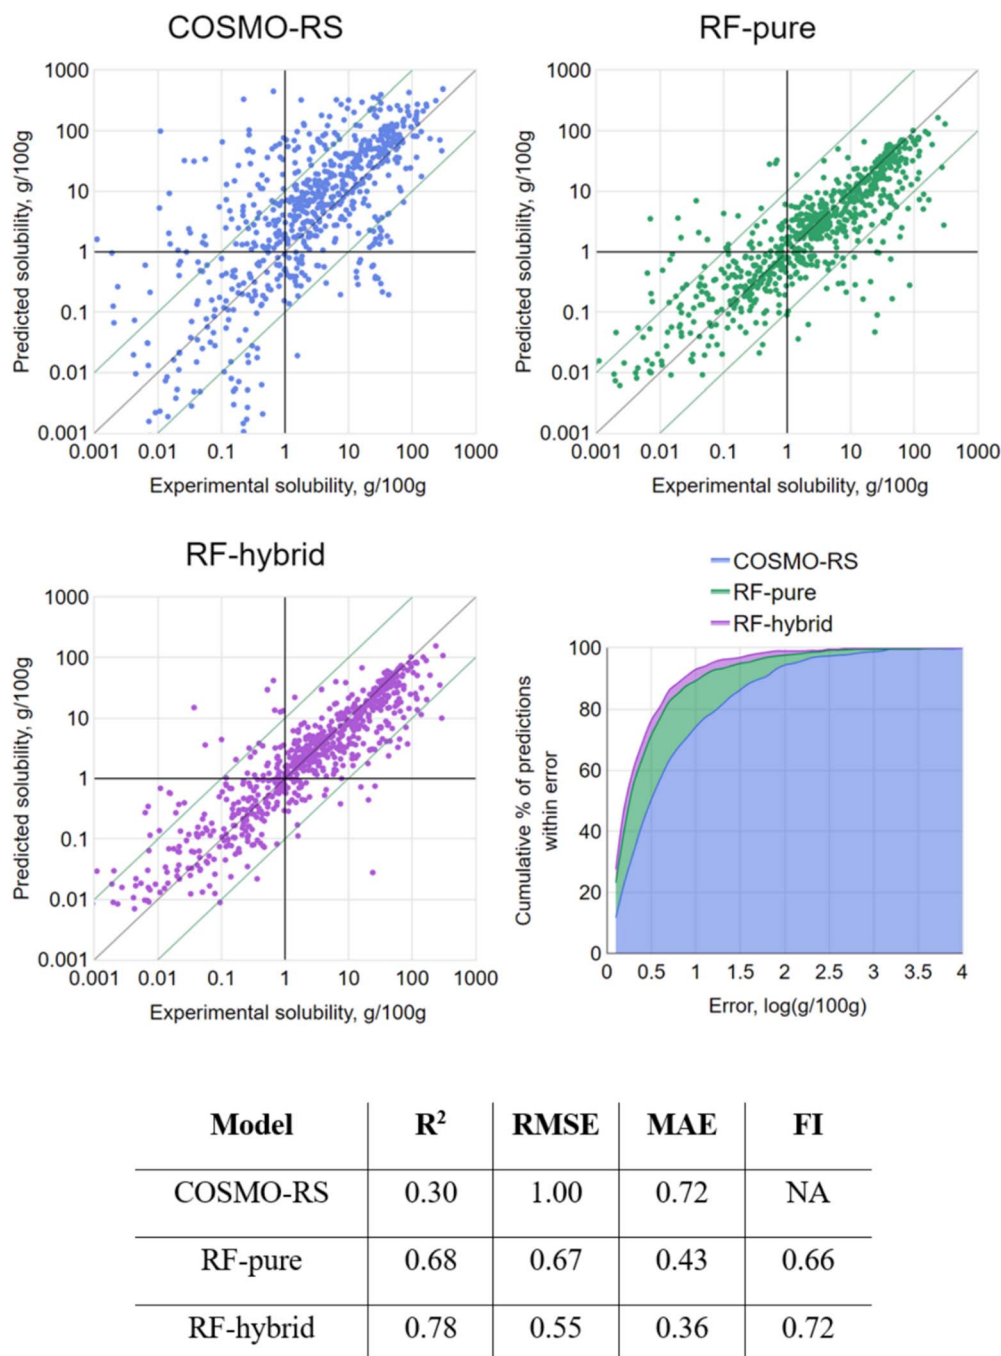 COSMO-RS
RF-pure
1000
100
10
1
0.1
0.01
0.001
Predicted solubility, g/100g
0.001 0.01 0.1 1 10 100 1000
Experimental solubility, g/100g
1000
100
10
1
0.1
0.01
0.001
Predicted solubility, g/100g
0.001 0.01 0.1 1 10 100 1000
Experimental solubility, g/100g
RF-hybrid
1000
100
10
1
0.1
0.01
0.001
Predicted solubility, g/100g
0.001 0.01 0.1 1 10 100 1000
Experimental solubility, g/100g
COSMO-RS
RF-pure
RF-hybrid
100
80
60
40
20
0
Cumulative % of predictions
within error
0 0.5 1 1.5 2 2.5 3 3.5 4
Error, log(g/100g)
Model R² RMSE MAE FI
COSMO-RS 0.30 1.00 0.72 NA
RF-pure 0.68 0.67 0.43 0.66
RF-hybrid 0.78 0.55 0.36 0.72